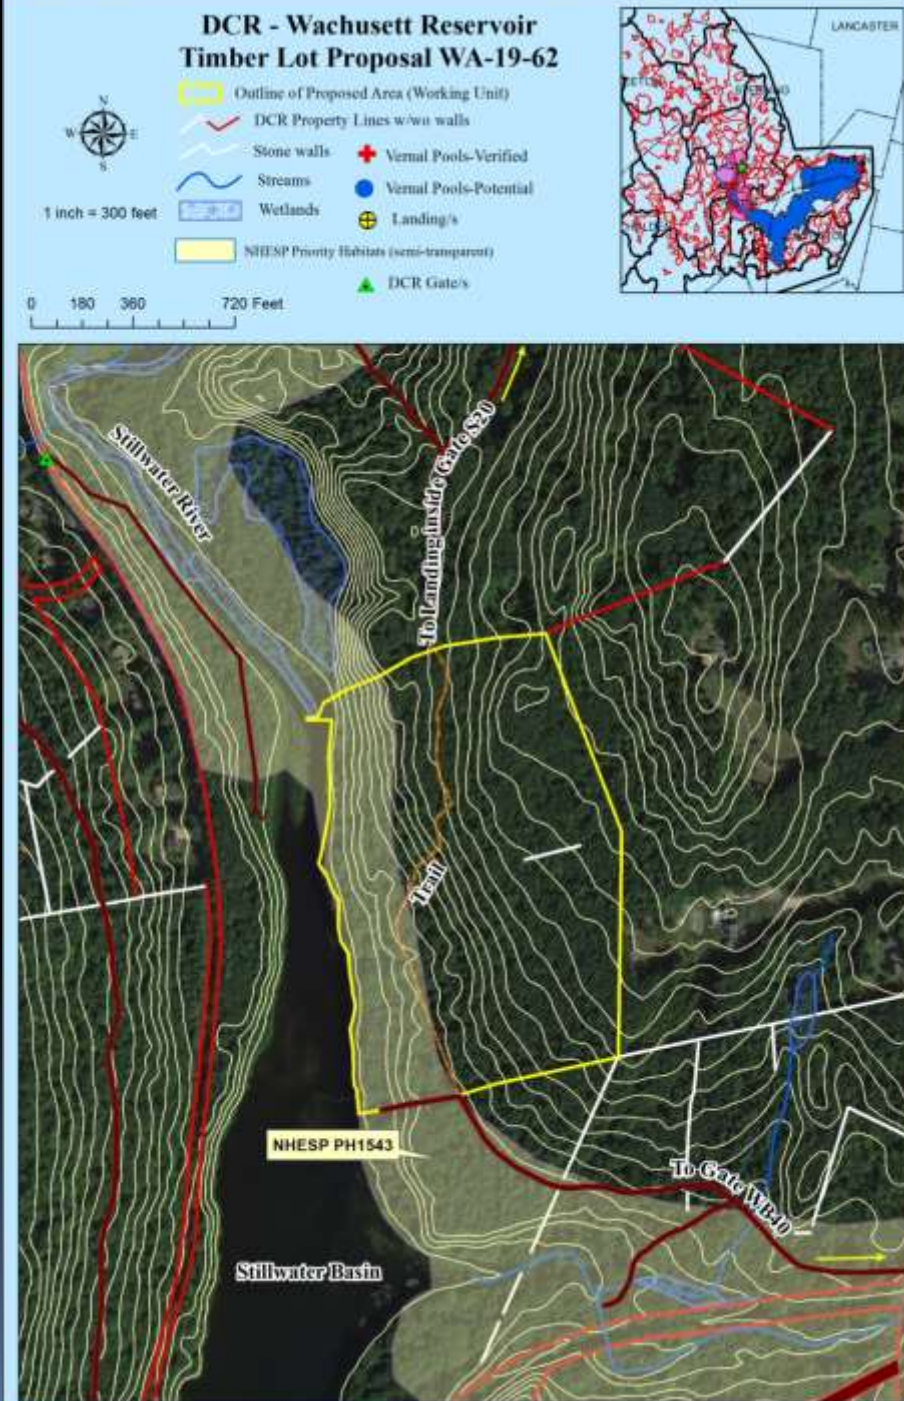 DCR - Wachusett Reservoir
Timber Lot Proposal WA-19-62
Outline of Proposed Area (Working Unit)
DCR Property Lines w/wo walls
Stone walls
Vernal Pools-Verified
Streams
Vernal Pools-Potential
Wetlands
Landing/s
NHESP Priority Habitats (semi-transparent)
DCR Gate/s
N
W
E
S
1 inch = 300 feet
0 180 360 720 Feet
LANCASTER
Stillwater River
To Landing inside Gate S20
Trail
NHESP PH1543
To Gate WB40
Stillwater Basin